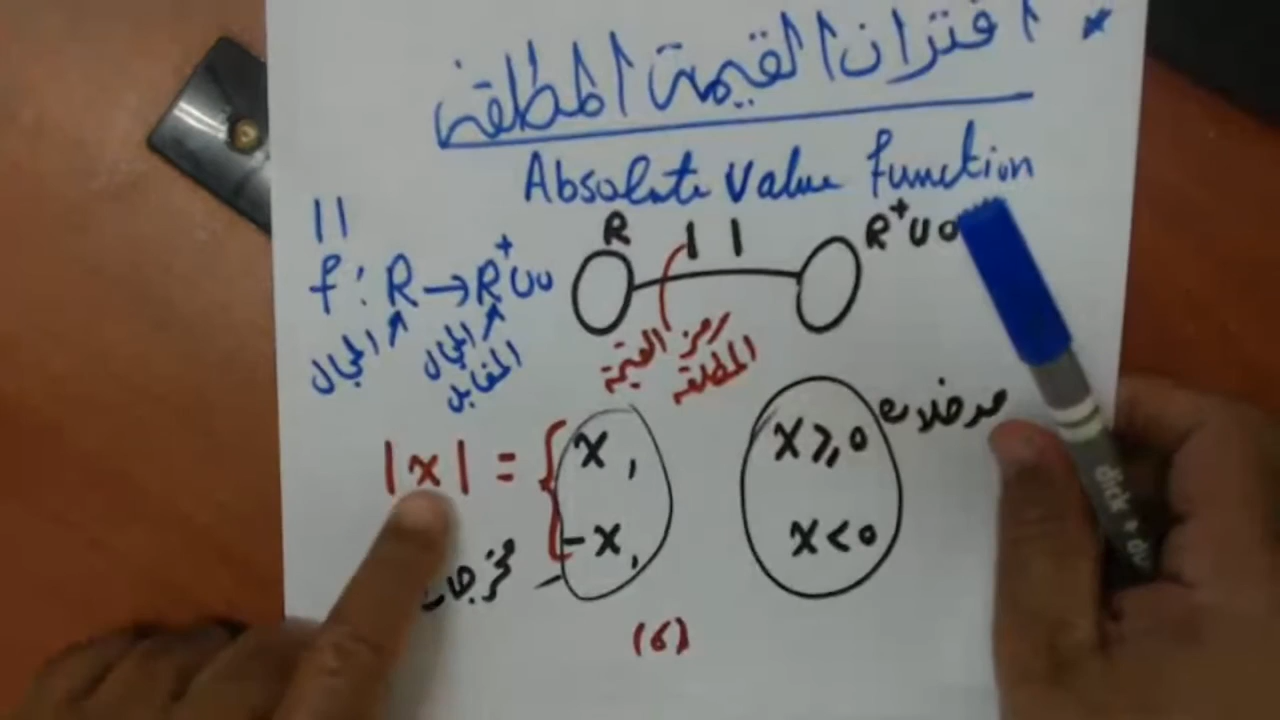 * اقتران القيمة المطلقة
Absolute Value function
| |
f: R → R⁺∪0
المجال
المجال المقابل
R | | R⁺∪0
رمز القيمة المطلقة
|x| = { x , x ≥ 0
-x , x < 0
مدخلات
مخرجات
(6)